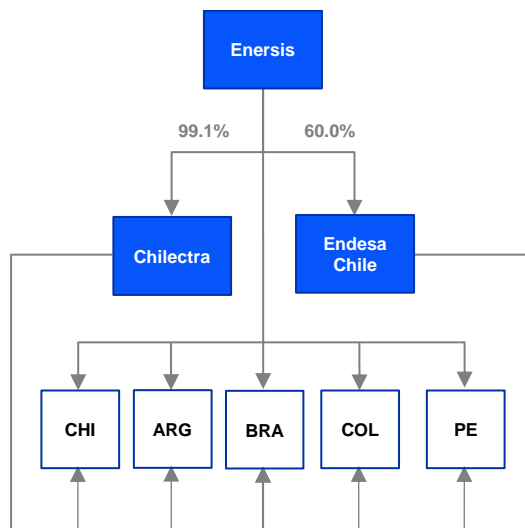 Enersis
99.1%
60.0%
Chilectra
Endesa
Chile
CHI
ARG
BRA
COL
PE